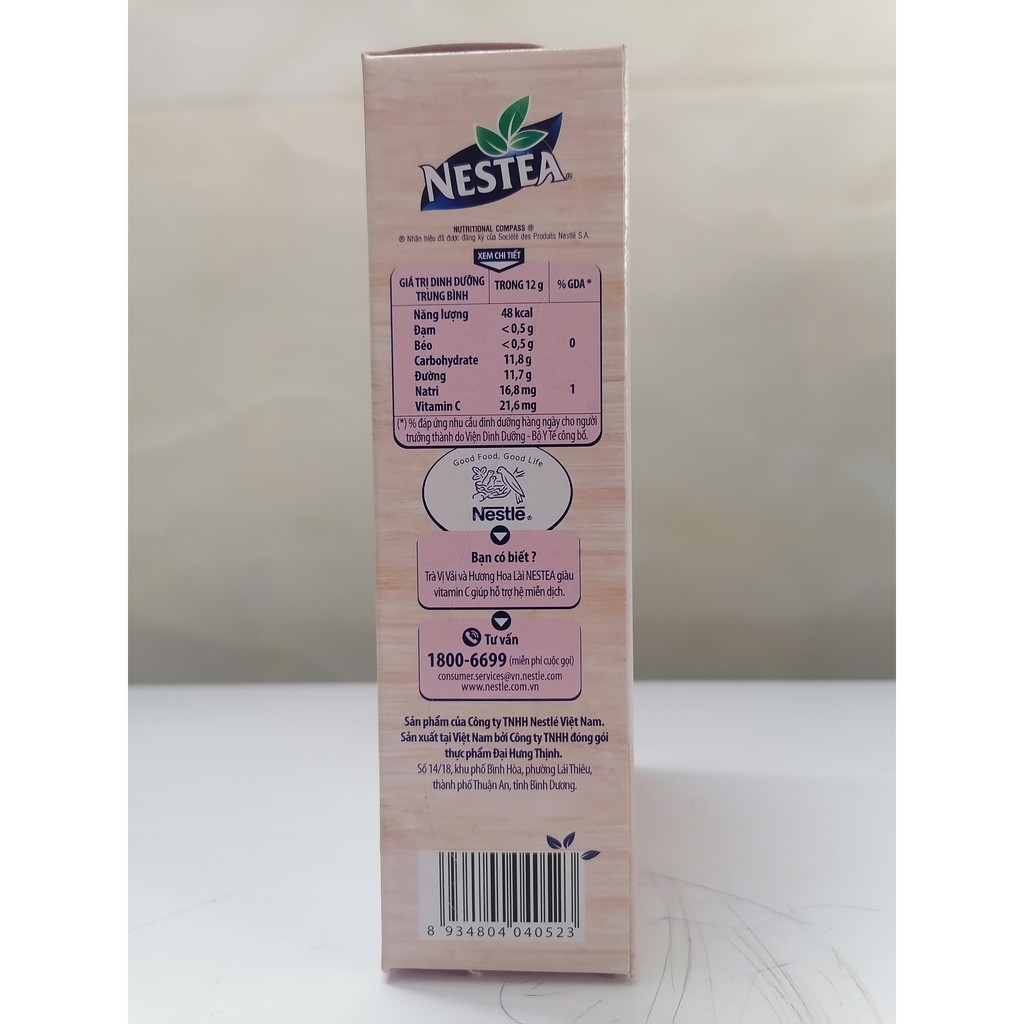 NESTEA®
NUTRITIONAL COMPASS ®
® Nhãn hiệu đã được đăng ký của Société des Produits Nestlé S.A.
XEM CHI TIẾT
GIÁ TRỊ DINH DƯỠNG TRUNG BÌNH TRONG 12 g % GDA *
Năng lượng 48 kcal
Đạm < 0,5 g
Béo < 0,5 g 0
Carbohydrate 11,8 g
Đường 11,7 g
Natri 16,8 mg 1
Vitamin C 21,6 mg
(*) % đáp ứng nhu cầu dinh dưỡng hàng ngày cho người
trưởng thành do Viện Dinh Dưỡng - Bộ Y Tế công bố.
Good Food, Good Life
Nestlé®
Bạn có biết ?
Trà Vị Vải và Hương Hoa Lài NESTEA giàu
vitamin C giúp hỗ trợ hệ miễn dịch.
Tư vấn
1800-6699 (miễn phí cuộc gọi)
consumer.services@vn.nestle.com
www.nestle.com.vn
Sản phẩm của Công ty TNHH Nestlé Việt Nam.
Sản xuất tại Việt Nam bởi Công ty TNHH đóng gói
thực phẩm Đại Hưng Thịnh.
Số 14/18, khu phố Bình Hòa, phường Lái Thiêu,
thành phố Thuận An, tỉnh Bình Dương.
8 934804 040523